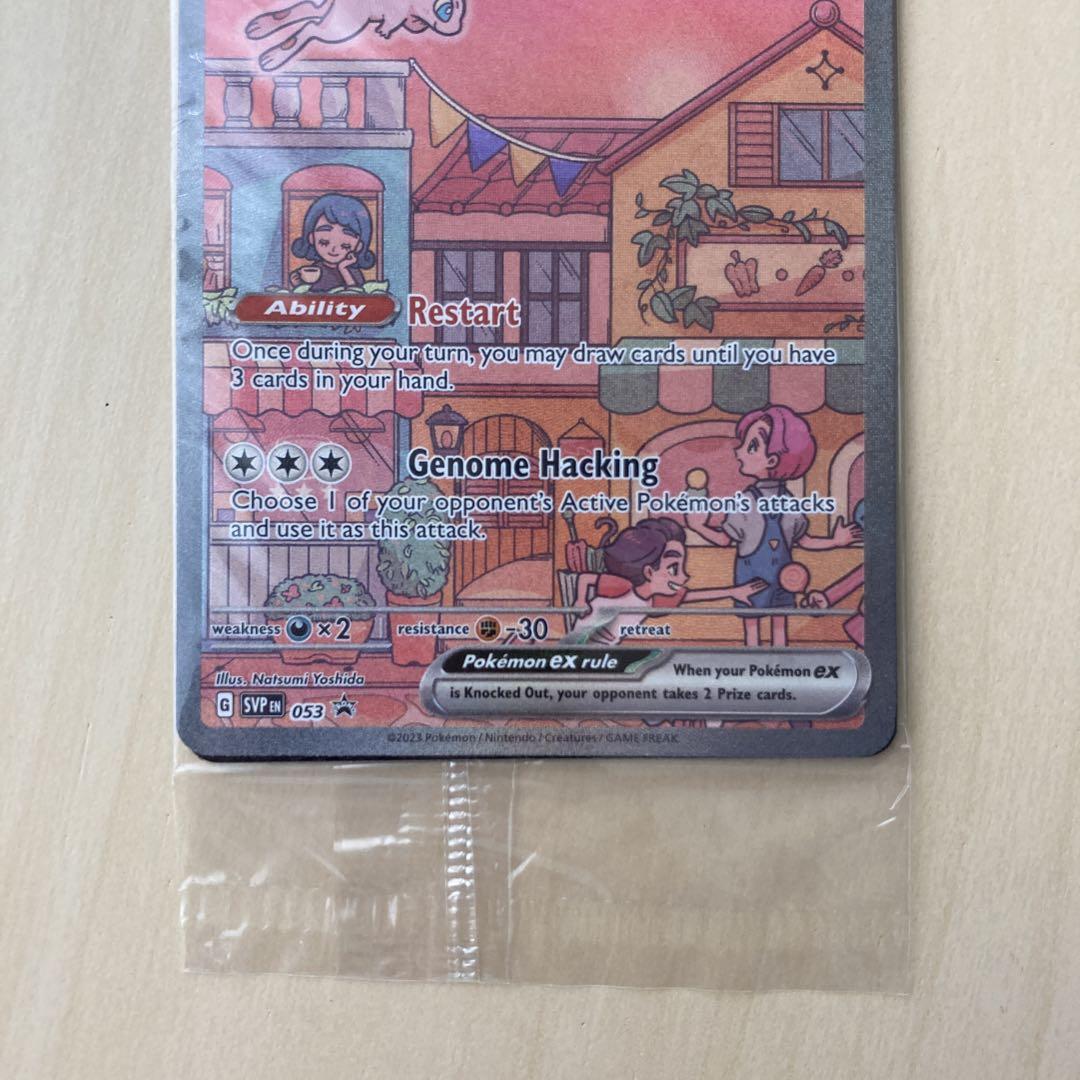 Ability Restart
Once during your turn, you may draw cards until you have
3 cards in your hand.
Genome Hacking
Choose 1 of your opponent's Active Pokémon's attacks
and use it as this attack.
weakness ×2 resistance -30 retreat
Pokémon ex rule When your Pokémon ex
is Knocked Out, your opponent takes 2 Prize cards.
Illus. Natsumi Yoshida
G SVP EN 053
©2023 Pokémon / Nintendo / Creatures / GAME FREAK